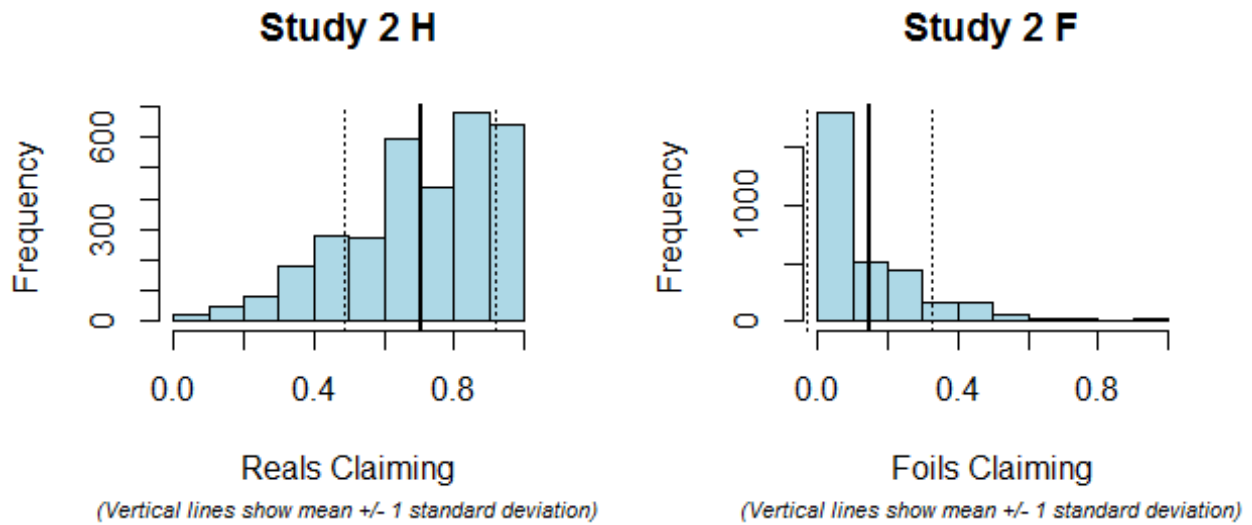 Study 2 H
Frequency
0 300 600
0.0 0.4 0.8
Reals Claiming
(Vertical lines show mean +/- 1 standard deviation)
Study 2 F
Frequency
0 1000
0.0 0.4 0.8
Foils Claiming
(Vertical lines show mean +/- 1 standard deviation)